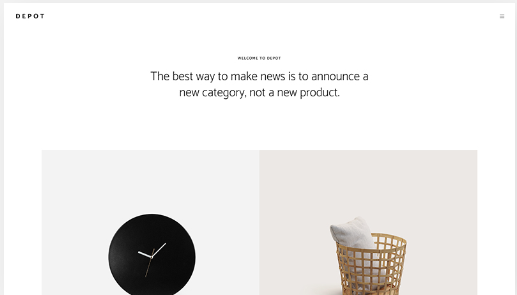 DEPOT
WELCOME TO DEPOT
The best way to make news is to announce a
new category, not a new product.